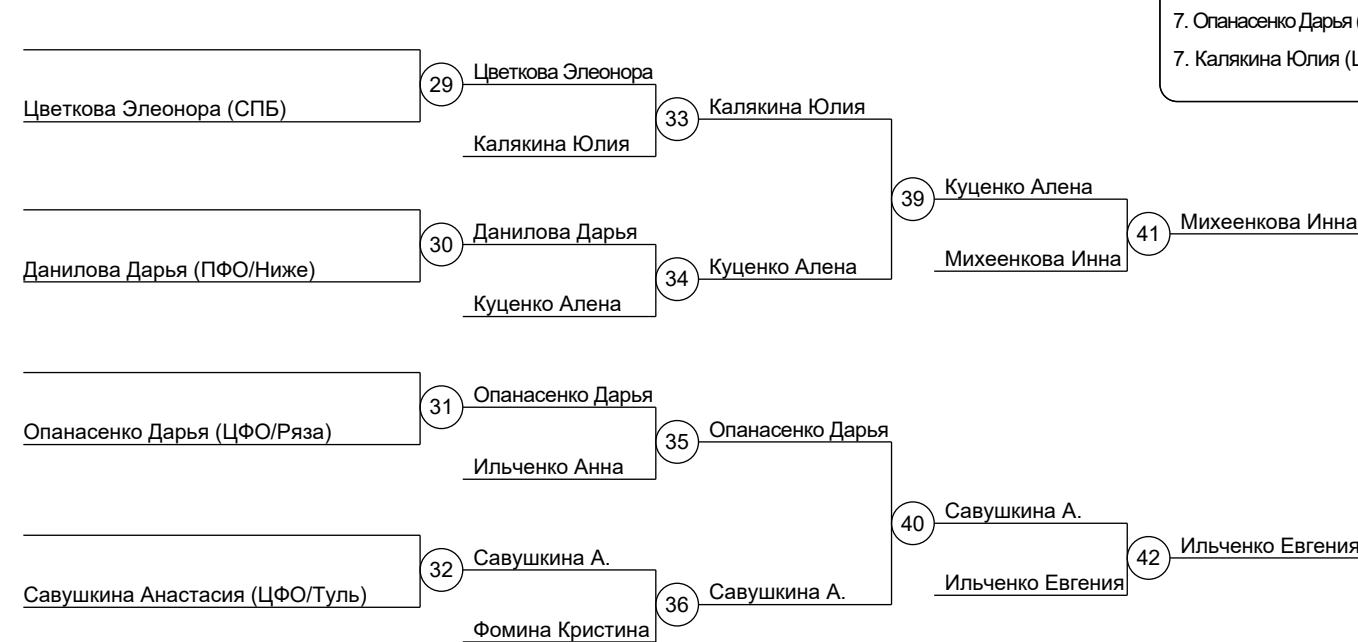 7. Опанасенко Дарья (
7. Калякина Юлия (
Цветкова Элеонора (СПБ)
29
Цветкова Элеонора
Калякина Юлия
33
Калякина Юлия
Данилова Дарья (ПФО/Ниже)
30
Данилова Дарья
Куценко Алена
34
Куценко Алена
39
Куценко Алена
Михеенкова Инна
41
Михеенкова Инна
Опанасенко Дарья (ЦФО/Ряза)
31
Опанасенко Дарья
Ильченко Анна
35
Опанасенко Дарья
Савушкина Анастасия (ЦФО/Туль)
32
Савушкина А.
Фомина Кристина
36
Савушкина А.
40
Савушкина А.
Ильченко Евгения
42
Ильченко Евгения